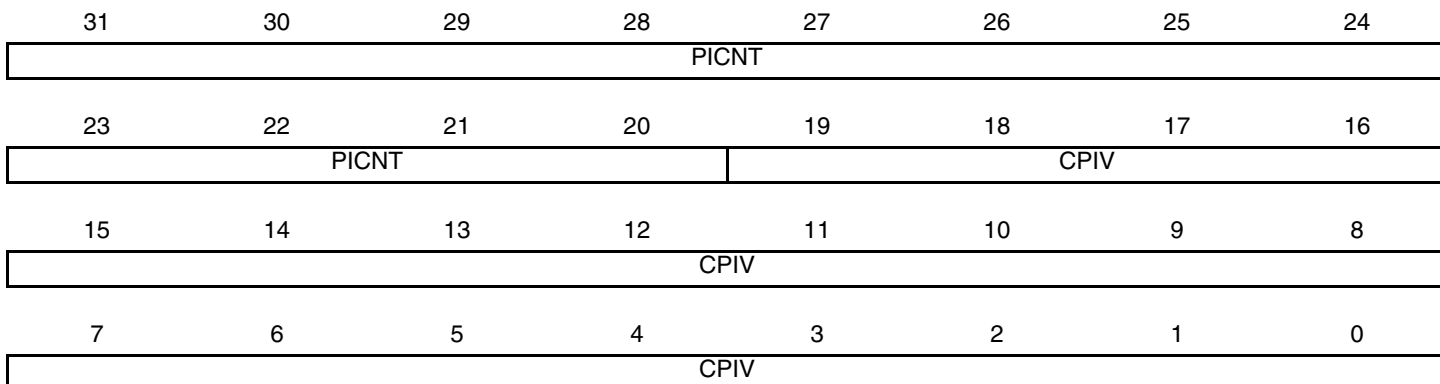 31 30 29 28 27 26 25 24
PICNT
23 22 21 20 19 18 17 16
PICNT CPIV
15 14 13 12 11 10 9 8
CPIV
7 6 5 4 3 2 1 0
CPIV